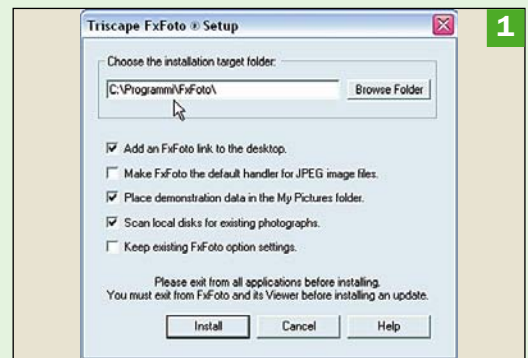 Triscape FxFoto ® Setup
1
Choose the installation target folder:
C:\Programmi\FxFoto\
Browse Folder
Add an FxFoto link to the desktop.
Make FxFoto the default handler for JPEG image files.
Place demonstration data in the My Pictures folder.
Scan local disks for existing photographs.
Keep existing FxFoto option settings.
Please exit from all applications before installing.
You must exit from FxFoto and its Viewer before installing an update.
Install
Cancel
Help